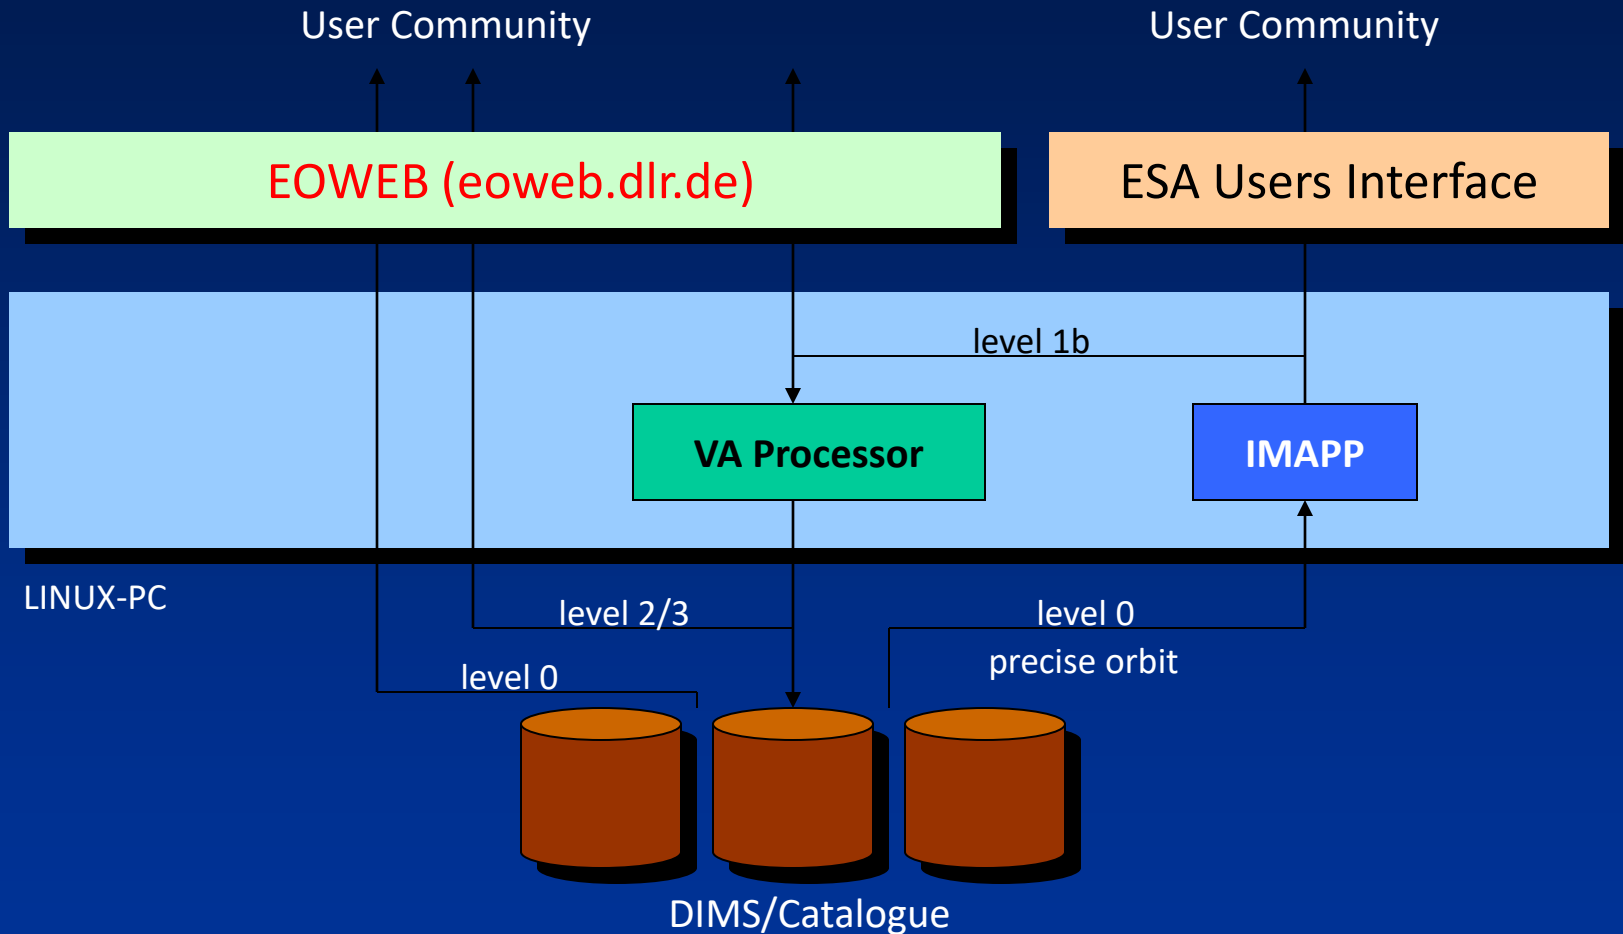 User Community
User Community
EOWEB (eoweb.dlr.de)
ESA Users Interface
level 1b
VA Processor
IMAPP
LINUX-PC
level 2/3
level 0
precise orbit
level 0
DIMS/Catalogue